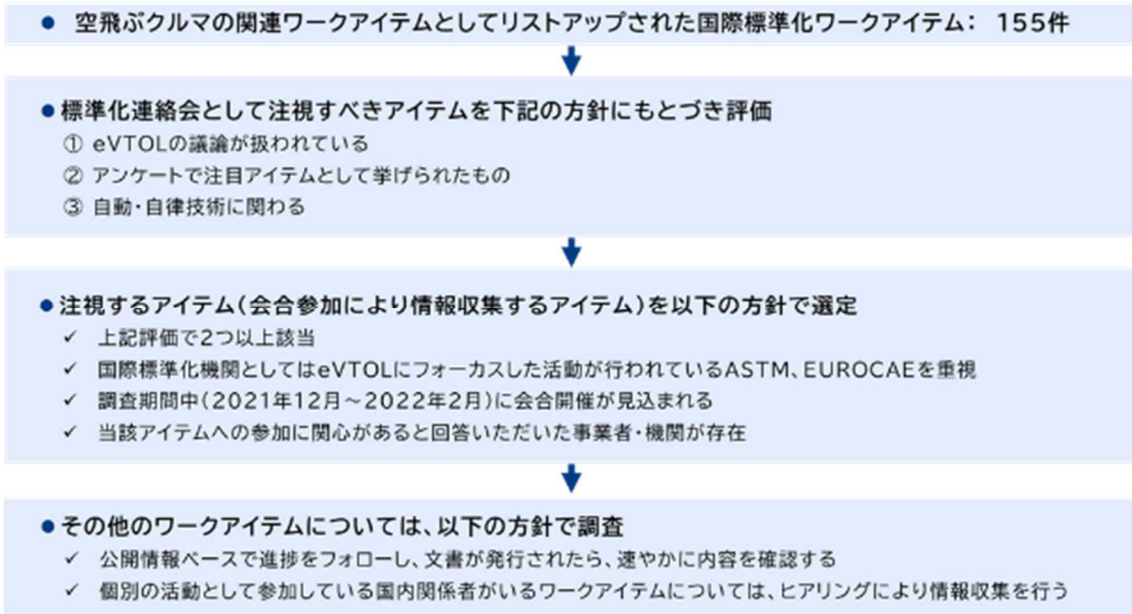 ● 空飛ぶクルマの関連ワークアイテムとしてリストアップされた国際標準化ワークアイテム： 155件
● 標準化連絡会として注視すべきアイテムを下記の方針にもとづき評価
① eVTOLの議論が扱われている
② アンケートで注目アイテムとして挙げられたもの
③ 自動・自律技術に関わる
● 注視するアイテム（会合参加により情報収集するアイテム）を以下の方針で選定
✓ 上記評価で2つ以上該当
✓ 国際標準化機関としてはeVTOLにフォーカスした活動が行われているASTM、EUROCAEを重視
✓ 調査期間中（2021年12月～2022年2月）に会合開催が見込まれる
✓ 当該アイテムへの参加に関心があると回答いただいた事業者・機関が存在
● その他のワークアイテムについては、以下の方針で調査
✓ 公開情報ベースで進捗をフォローし、文書が発行されたら、速やかに内容を確認する
✓ 個別の活動として参加している国内関係者がいるワークアイテムについては、ヒアリングにより情報収集を行う